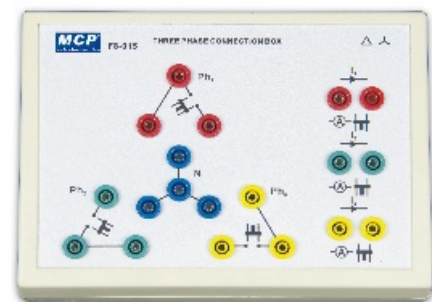 MCP FS-015 THREE PHASE CONNECTION BOX
Ph₁
N
Ph₂
Ph₃
A
A
A